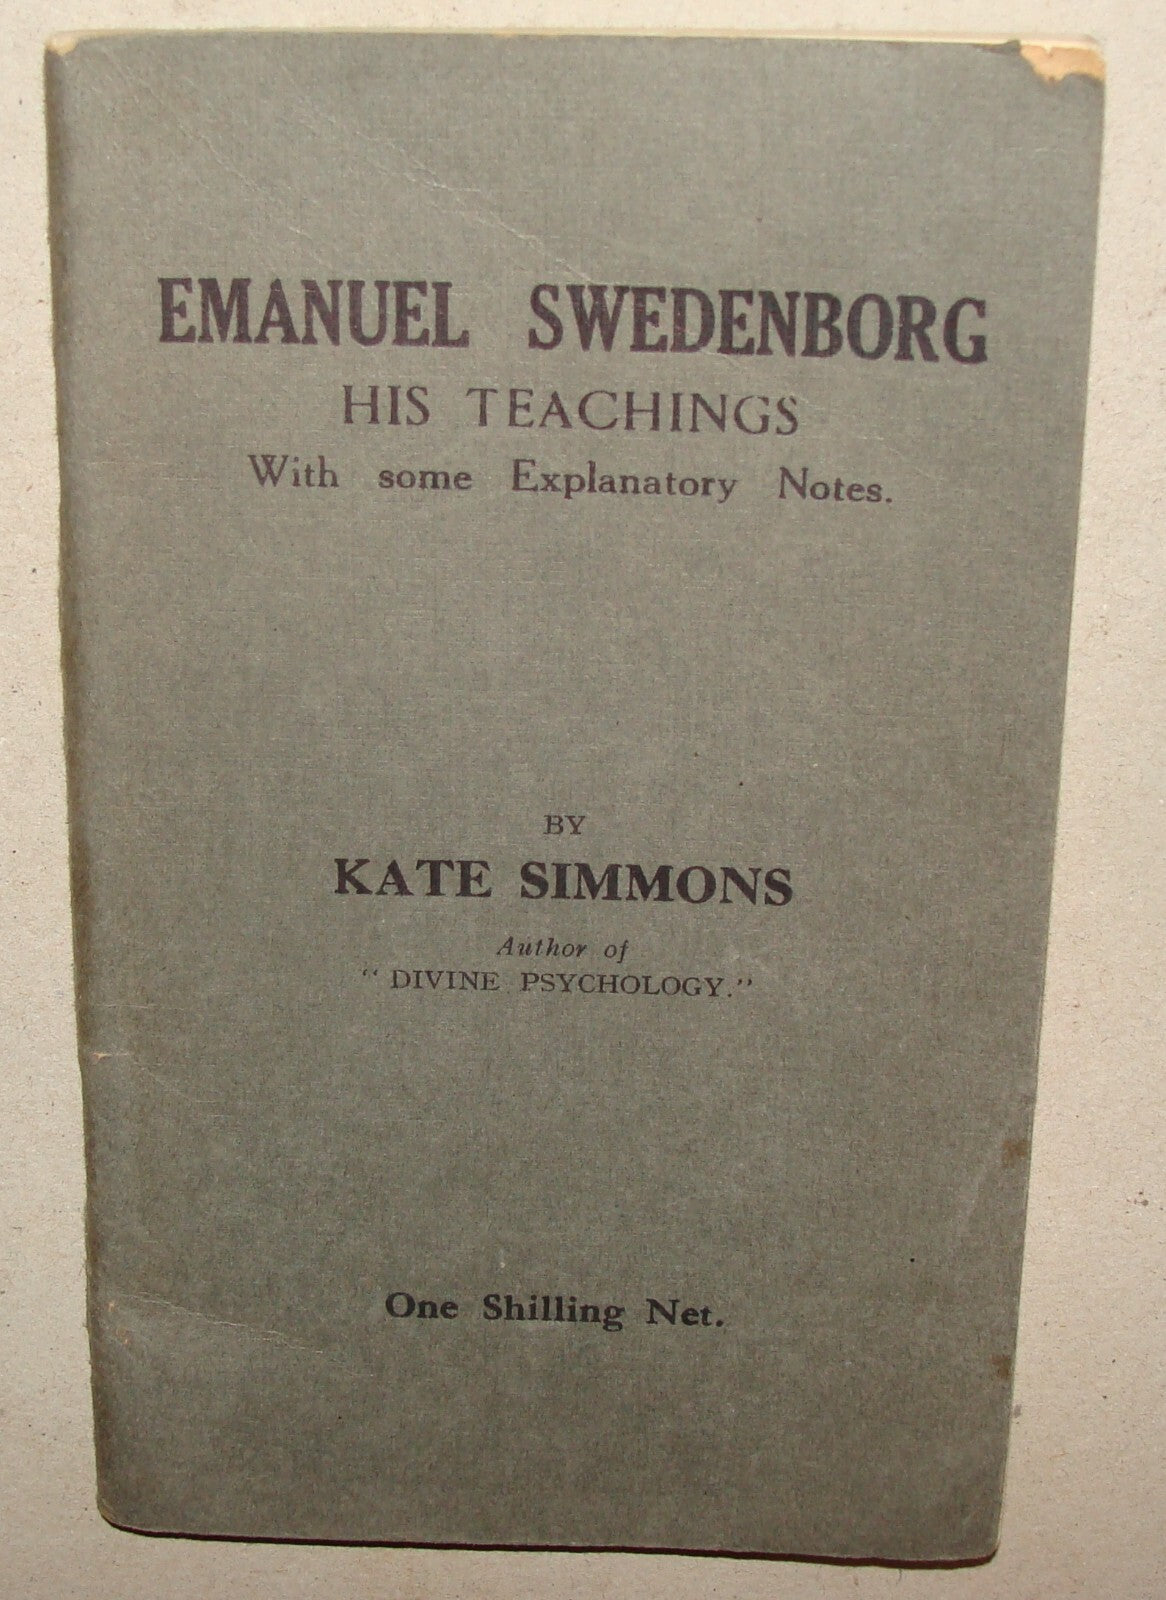 EMANUEL SWEDENBORG
HIS TEACHINGS
With some Explanatory Notes.
BY
KATE SIMMONS
Author of
" DIVINE PSYCHOLOGY."
One Shilling Net.